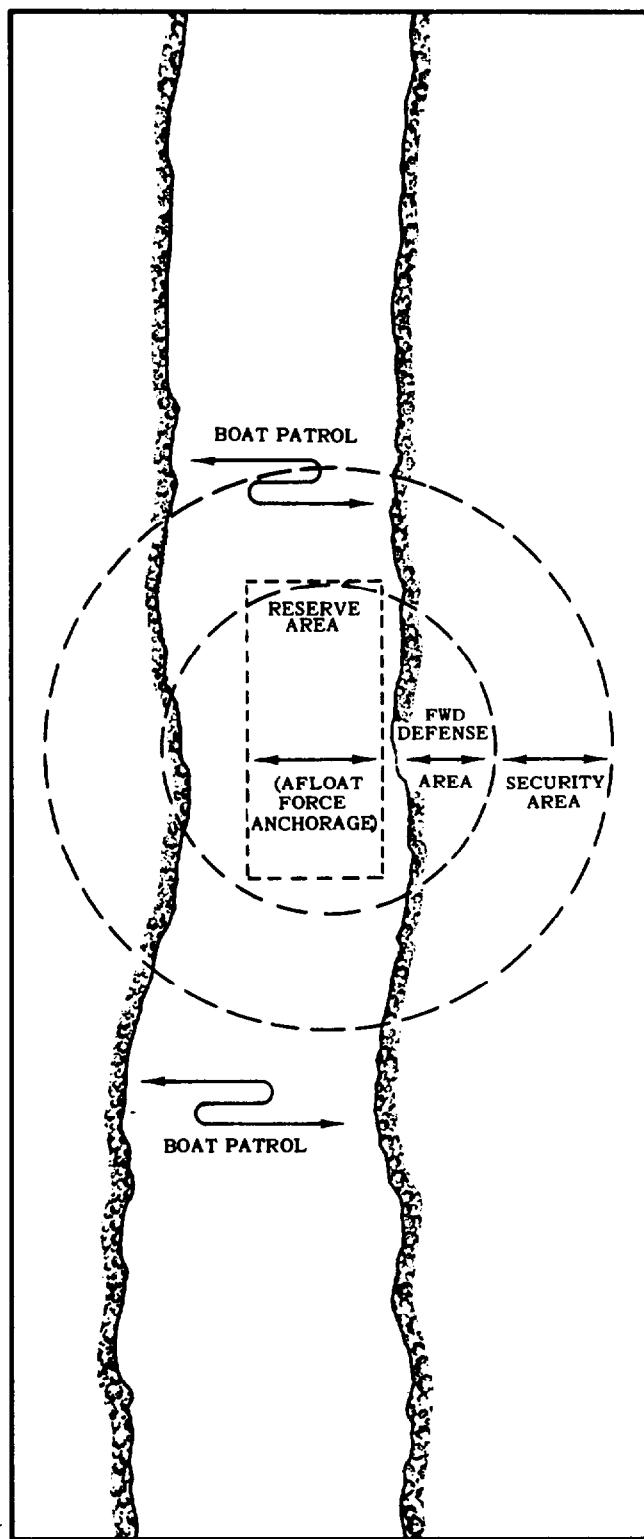 BOAT PATROL
RESERVE
AREA
FWD
DEFENSE
AREA
(AFLOAT
FORCE
ANCHORAGE)
SECURITY
AREA
BOAT PATROL